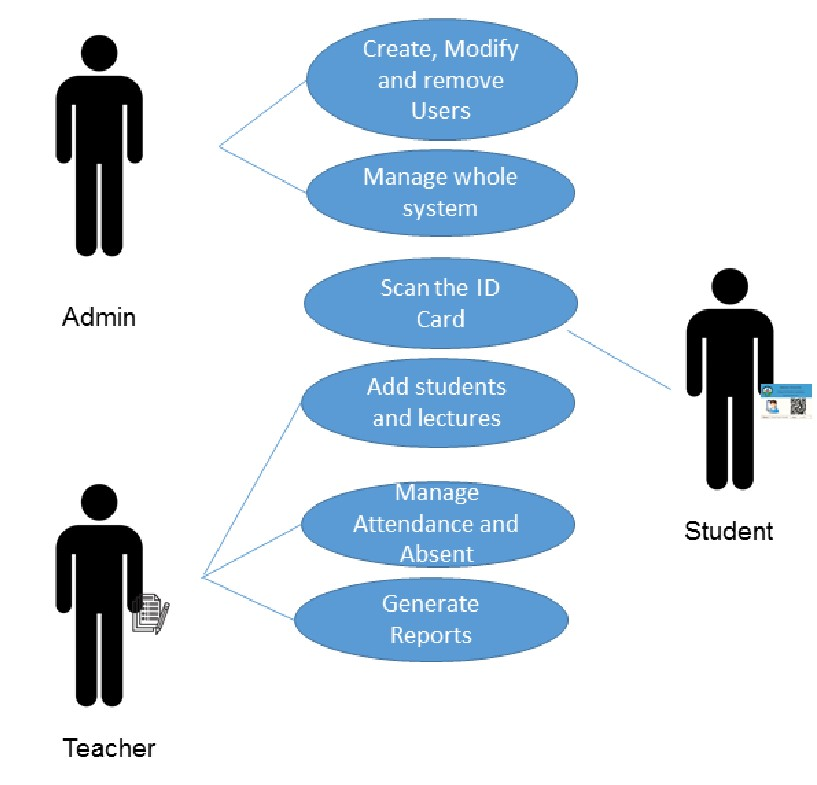 Create, Modify
and remove
Users
Manage whole
system
Admin
Scan the ID
Card
Add students
and lectures
Manage
Attendance and
Absent
Student
Generate
Reports
Teacher